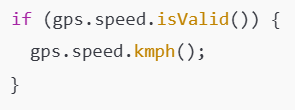 if (gps.speed.isValid()) {
  gps.speed.kmph();
}